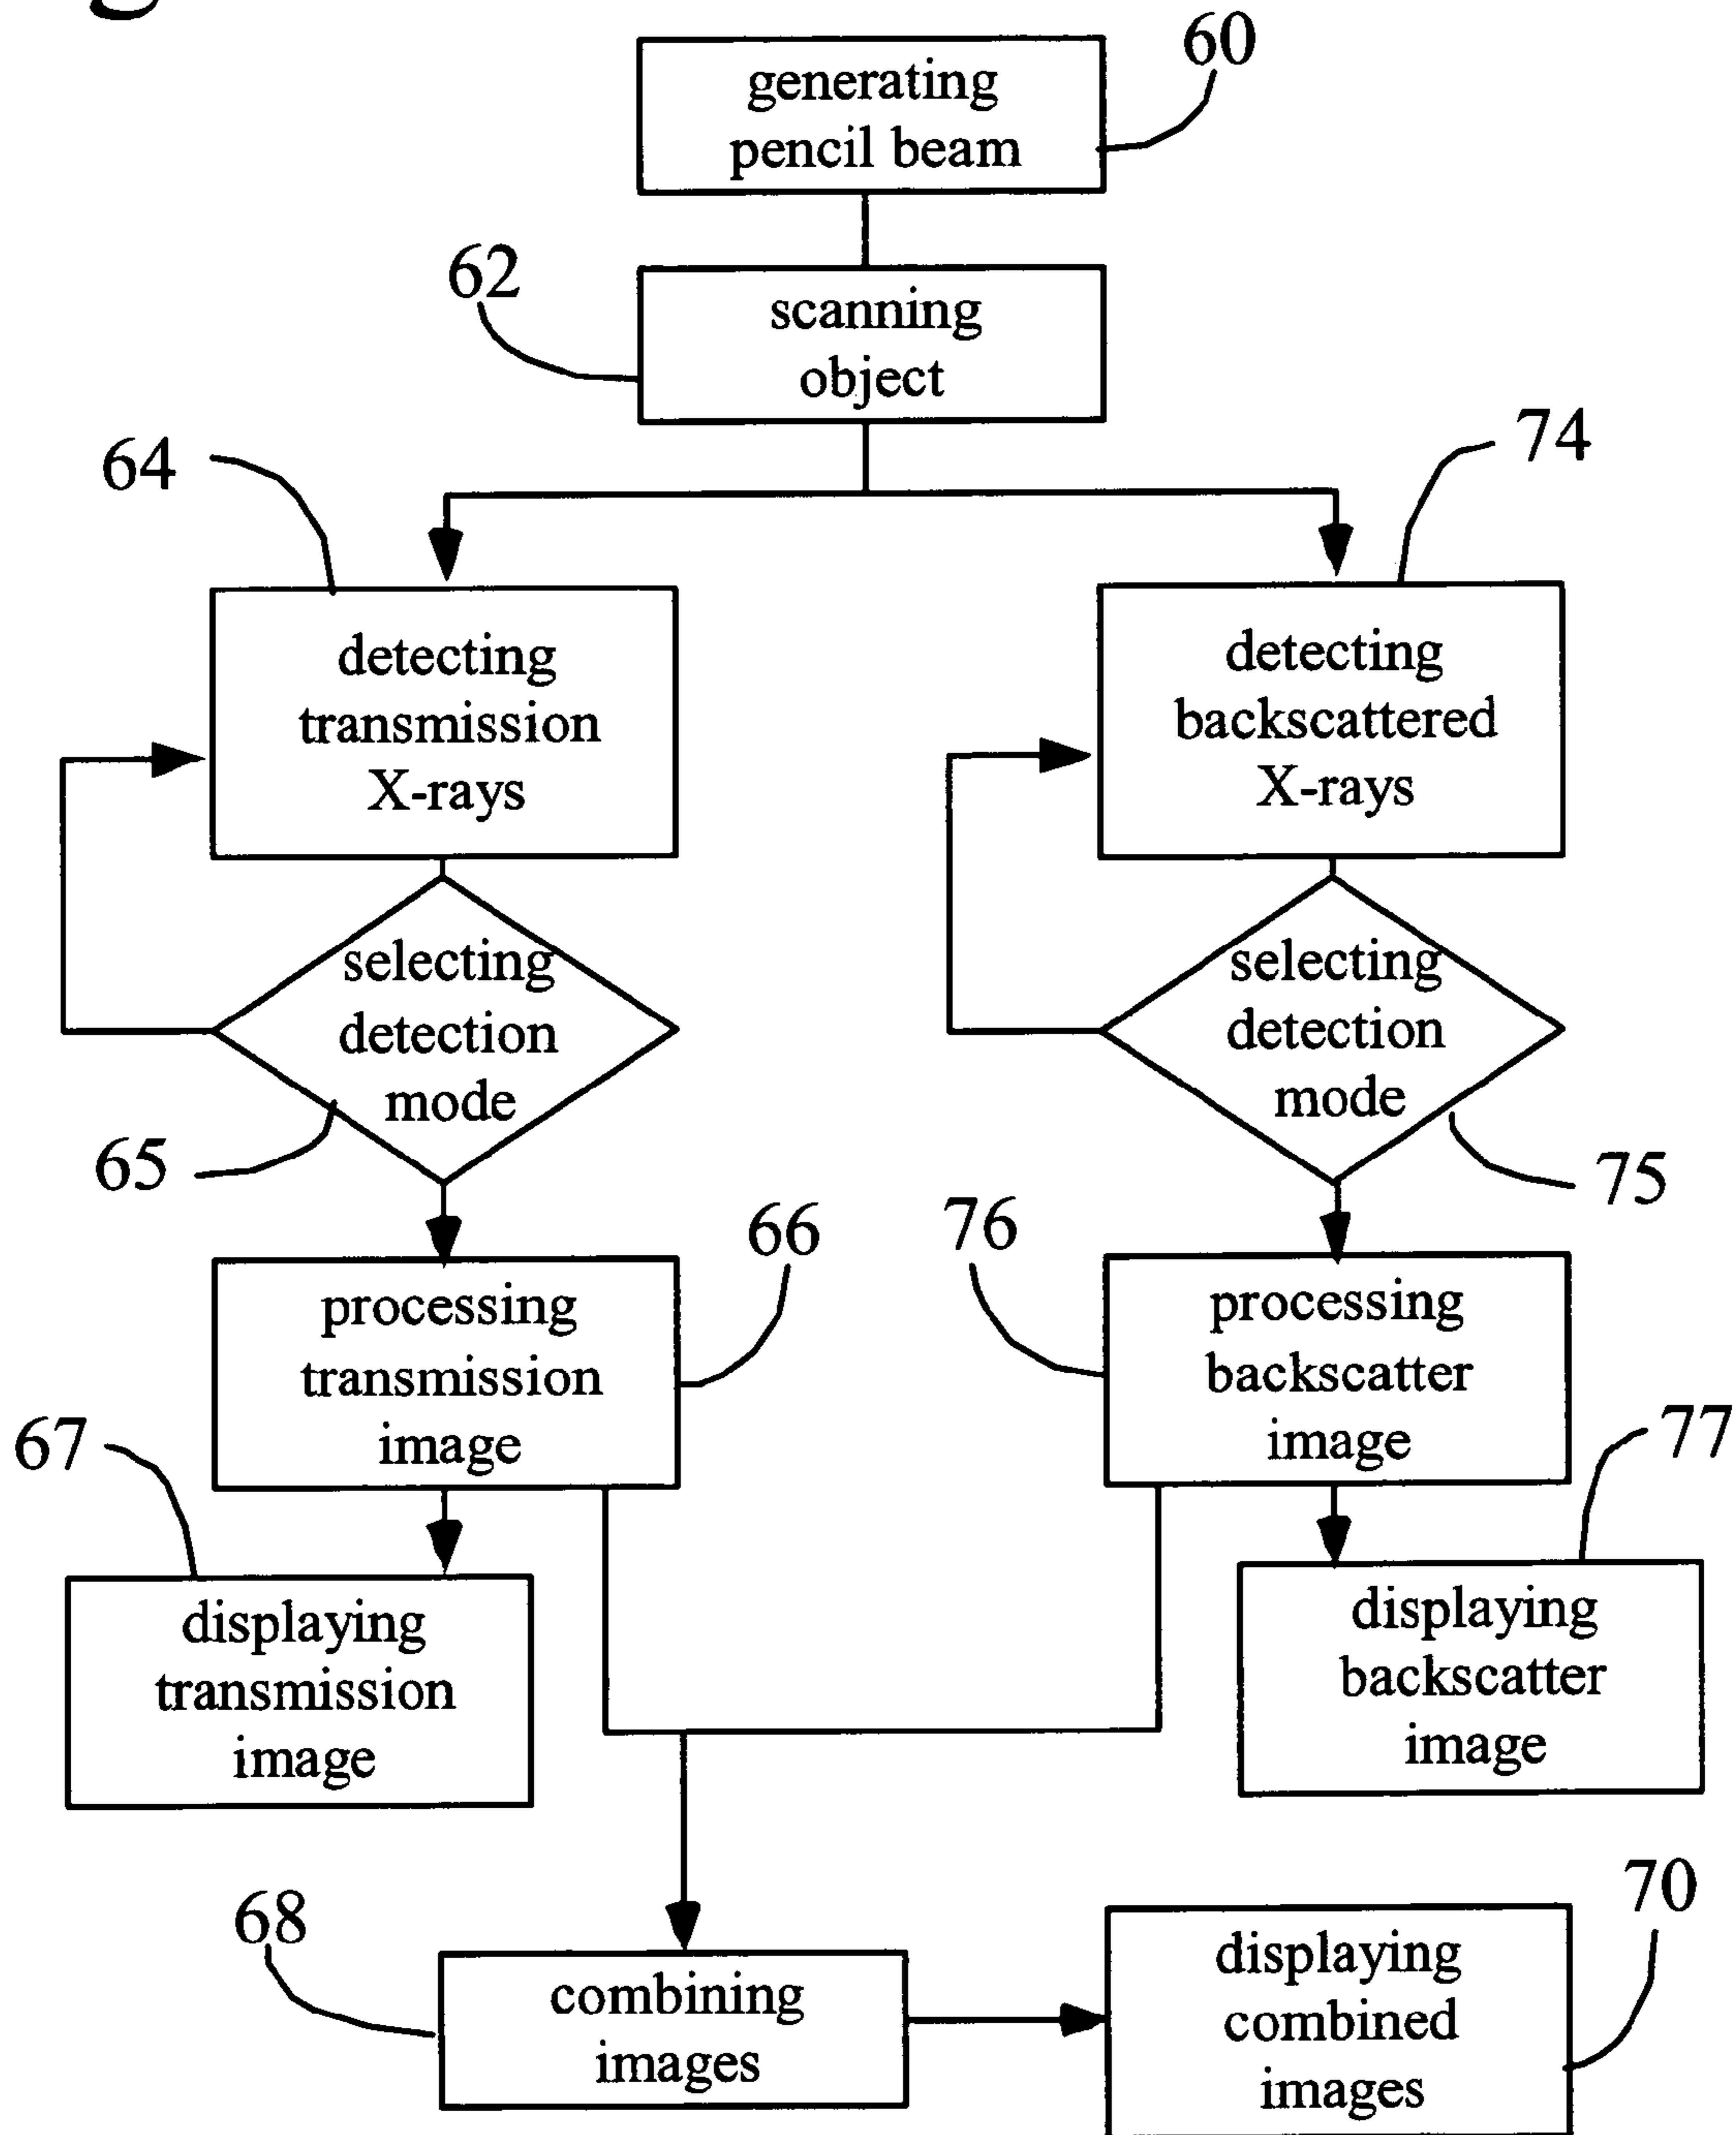 60
generating
pencil beam
62
scanning
object
64
74
detecting
transmission
X-rays
detecting
backscattered
X-rays
selecting
detection
mode
selecting
detection
mode
65
75
66
76
processing
transmission
image
processing
backscatter
image
67
77
displaying
transmission
image
displaying
backscatter
image
68
70
combining
images
displaying
combined
images